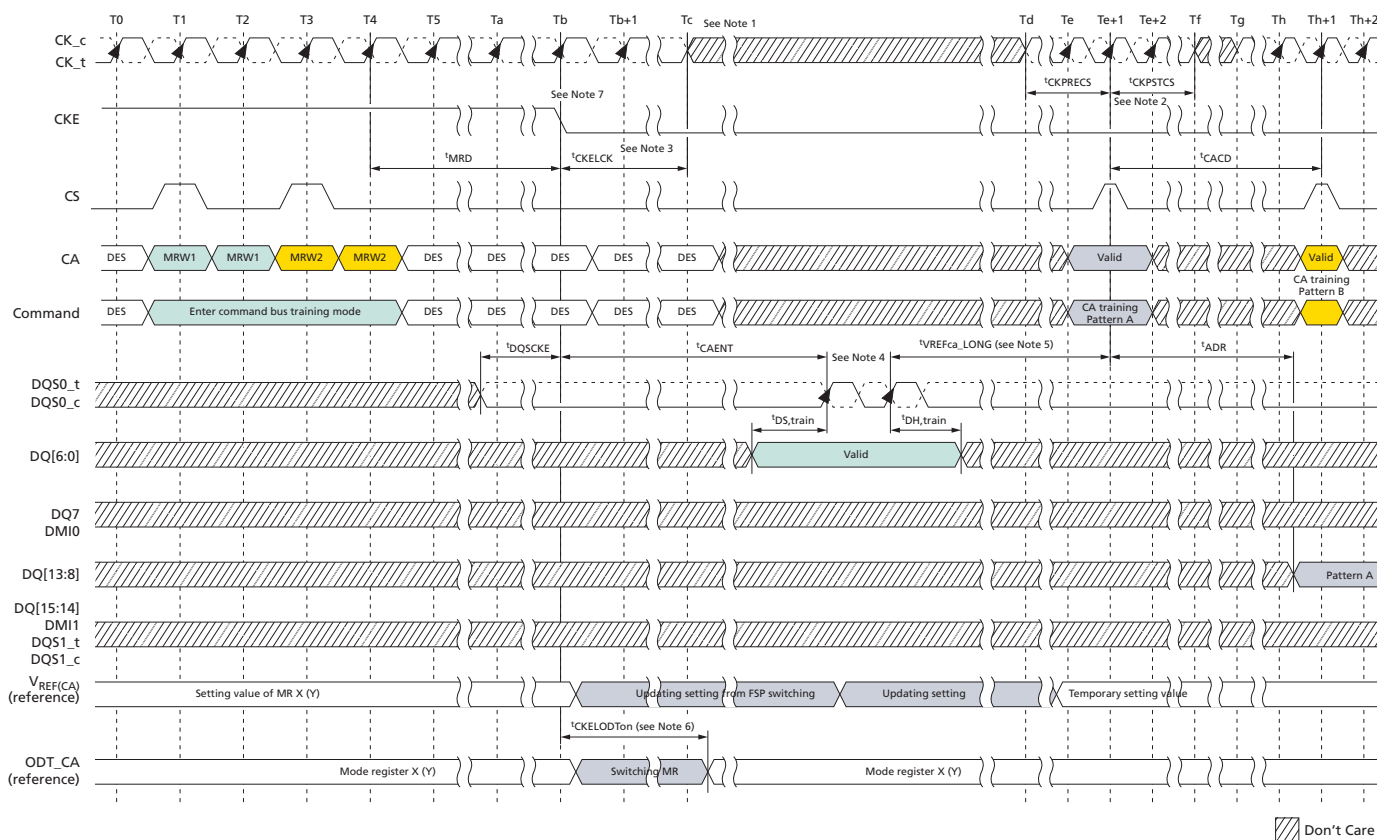 T0 T1 T2 T3 T4 T5 Ta Tb Tb+1 Tc See Note 1 Td Te Te+1 Te+2 Tf Tg Th Th+1 Th+2
CK_c
CK_t
tCKPRECS tCKPSTCS
See Note 7 See Note 2
CKE
See Note 3
tMRD tCKELCK tCACD
CS
CA DES MRW1 MRW1 MRW2 MRW2 DES DES DES DES DES Valid Valid
CA training
Pattern B
Command DES Enter command bus training mode DES DES DES DES DES CA training
Pattern A
tDQSCKE tCAENT See Note 4 tVREFca_LONG (see Note 5) tADR
DQS0_t
DQS0_c
tDS,train tDH,train
DQ[6:0] Valid
DQ7
DMI0
DQ[13:8] Pattern A
DQ[15:14]
DMI1
DQS1_t
DQS1_c
VREF(CA)
(reference) Setting value of MR X (Y) Updating setting from FSP switching Updating setting Temporary setting value
tCKELODTon (see Note 6)
ODT_CA
(reference) Mode register X (Y) Switching MR Mode register X (Y)
Don't Care